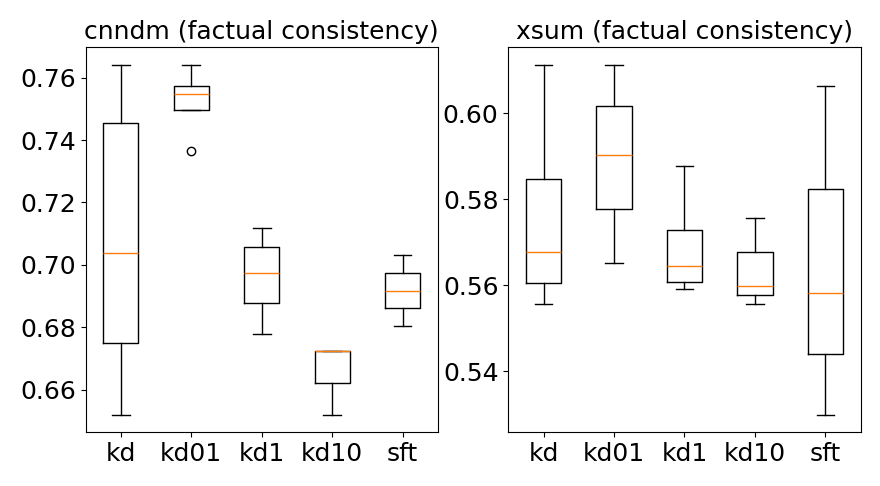 cnndm (factual consistency)
0.76
0.74
0.72
0.70
0.68
0.66
kd kd01 kd1 kd10 sft
xsum (factual consistency)
0.60
0.58
0.56
0.54
kd kd01 kd1 kd10 sft